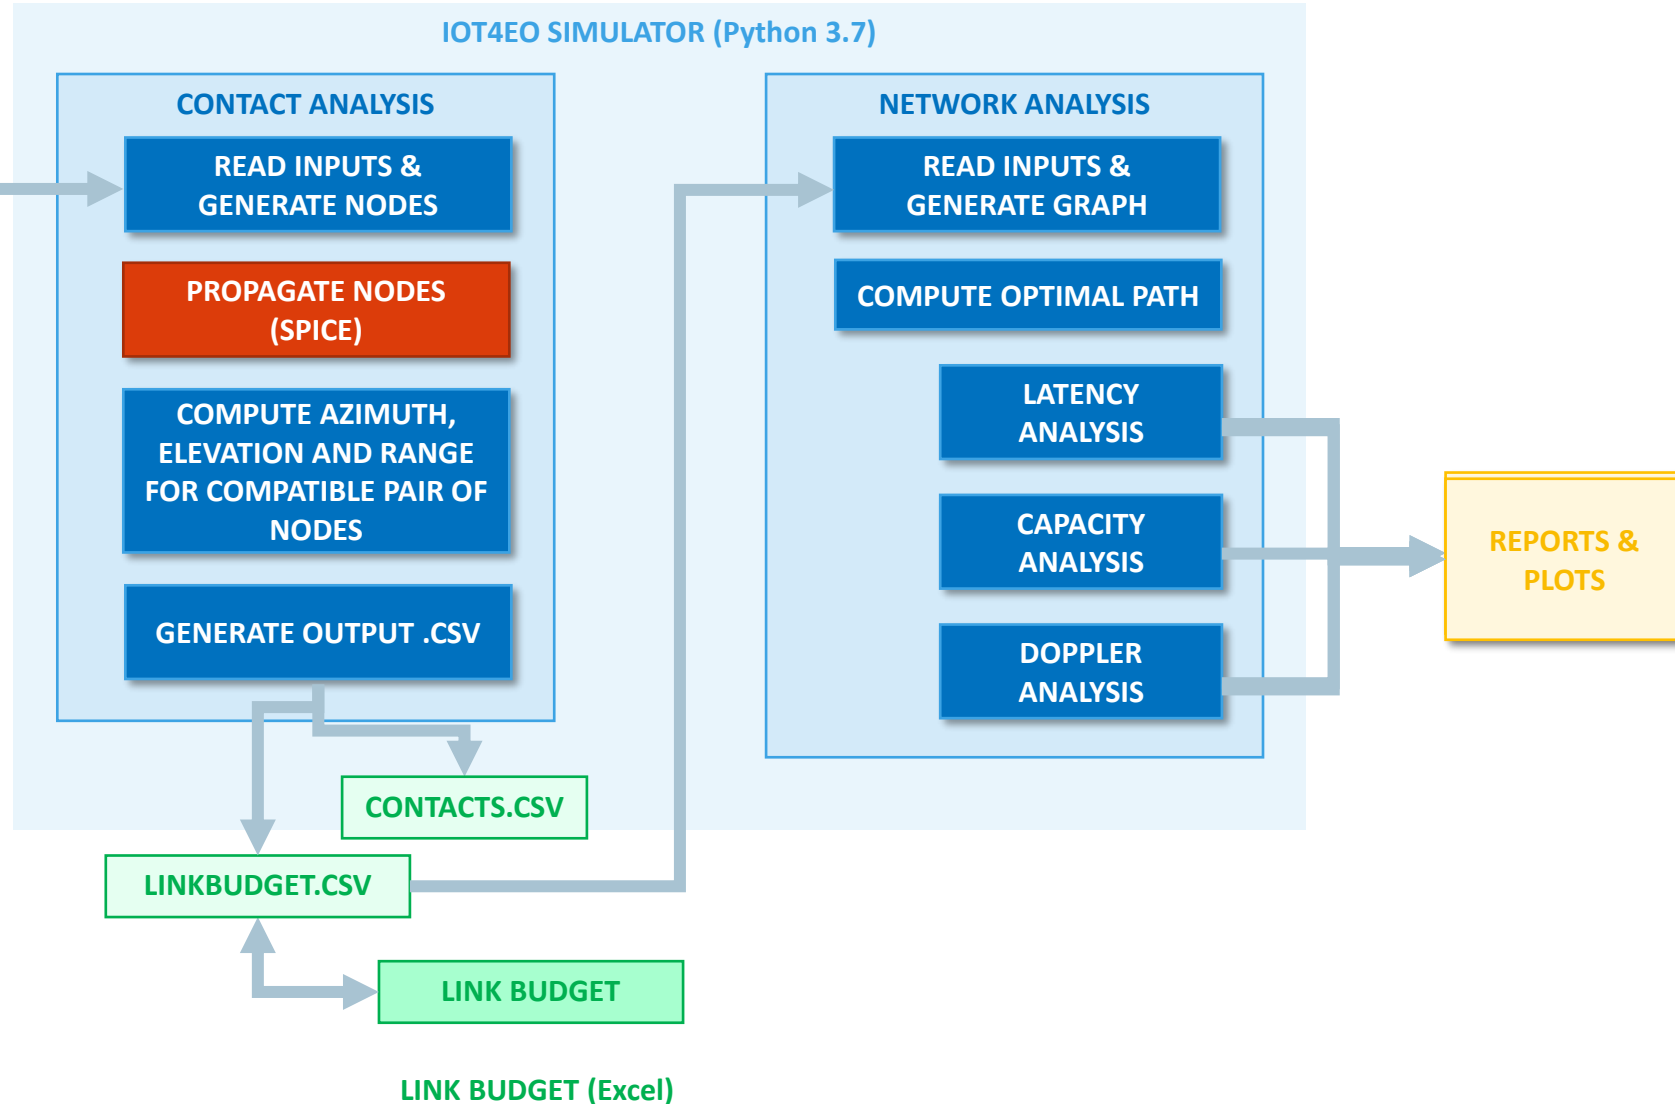 IOT4EO SIMULATOR (Python 3.7)
CONTACT ANALYSIS
READ INPUTS &
GENERATE NODES
PROPAGATE NODES
(SPICE)
COMPUTE AZIMUTH,
ELEVATION AND RANGE
FOR COMPATIBLE PAIR OF
NODES
GENERATE OUTPUT .CSV
CONTACTS.CSV
LINKBUDGET.CSV
LINK BUDGET
LINK BUDGET (Excel)
NETWORK ANALYSIS
READ INPUTS &
GENERATE GRAPH
COMPUTE OPTIMAL PATH
LATENCY
ANALYSIS
CAPACITY
ANALYSIS
DOPPLER
ANALYSIS
REPORTS &
PLOTS